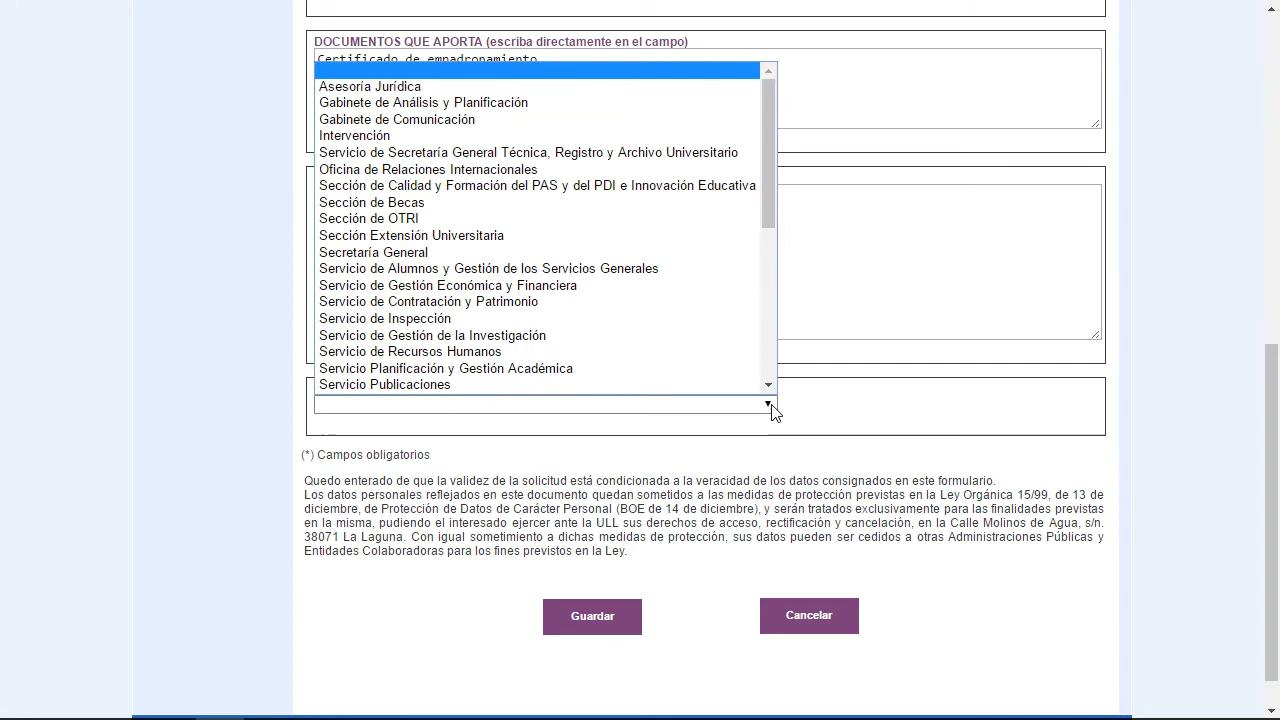 DOCUMENTOS QUE APORTA (escriba directamente en el campo)
Certificado de empadronamiento
Asesoría Jurídica
Gabinete de Análisis y Planificación
Gabinete de Comunicación
Intervención
Servicio de Secretaría General Técnica, Registro y Archivo Universitario
Oficina de Relaciones Internacionales
Sección de Calidad y Formación del PAS y del PDI e Innovación Educativa
Sección de Becas
Sección de OTRI
Sección Extensión Universitaria
Secretaría General
Servicio de Alumnos y Gestión de los Servicios Generales
Servicio de Gestión Económica y Financiera
Servicio de Contratación y Patrimonio
Servicio de Inspección
Servicio de Gestión de la Investigación
Servicio de Recursos Humanos
Servicio Planificación y Gestión Académica
Servicio Publicaciones
(*) Campos obligatorios
Quedo enterado de que la validez de la solicitud está condicionada a la veracidad de los datos consignados en este formulario.
Los datos personales reflejados en este documento quedan sometidos a las medidas de protección previstas en la Ley Orgánica 15/99, de 13 de
diciembre, de Protección de Datos de Carácter Personal (BOE de 14 de diciembre), y serán tratados exclusivamente para las finalidades previstas
en la misma, pudiendo el interesado ejercer ante la ULL sus derechos de acceso, rectificación y cancelación, en la Calle Molinos de Agua, s/n.
38071 La Laguna. Con igual sometimiento a dichas medidas de protección, sus datos pueden ser cedidos a otras Administraciones Públicas y
Entidades Colaboradoras para los fines previstos en la Ley.
Guardar
Cancelar